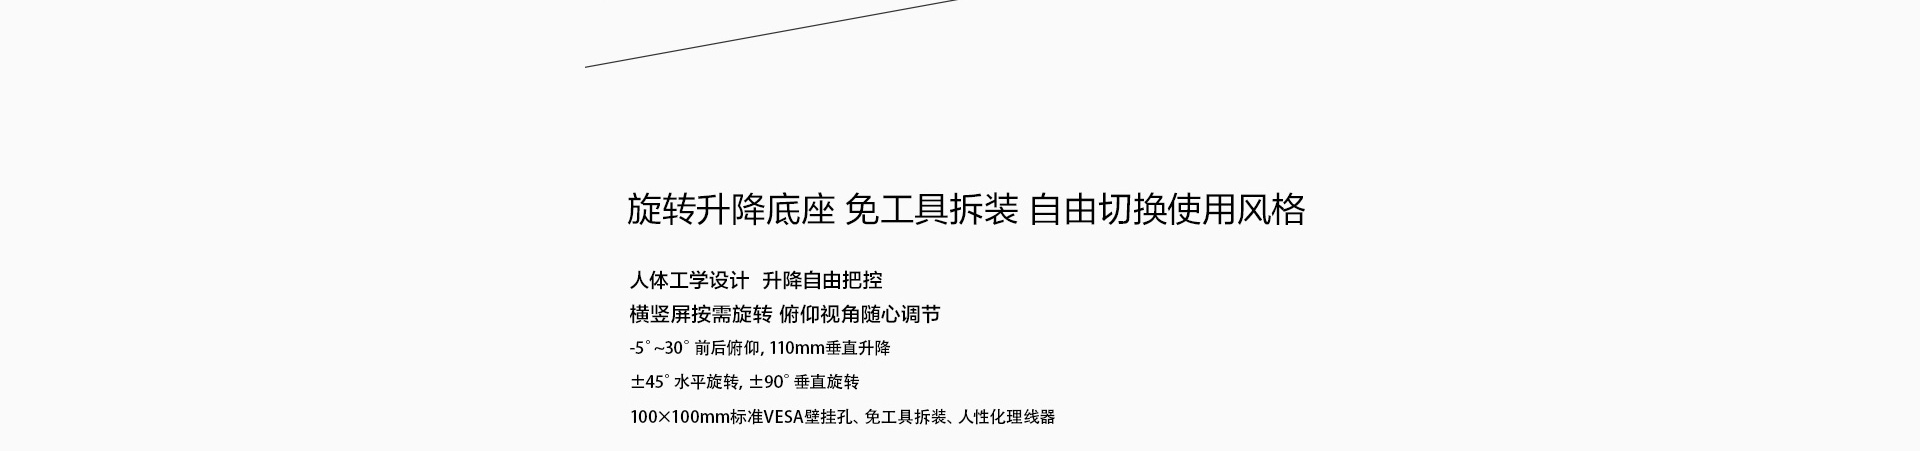 旋转升降底座 免工具拆装 自由切换使用风格
人体工学设计 升降自由把控
横竖屏按需旋转 俯仰视角随心调节
-5°~30° 前后俯仰, 110mm垂直升降
±45° 水平旋转, ±90° 垂直旋转
100×100mm标准VESA壁挂孔、免工具拆装、人性化理线器